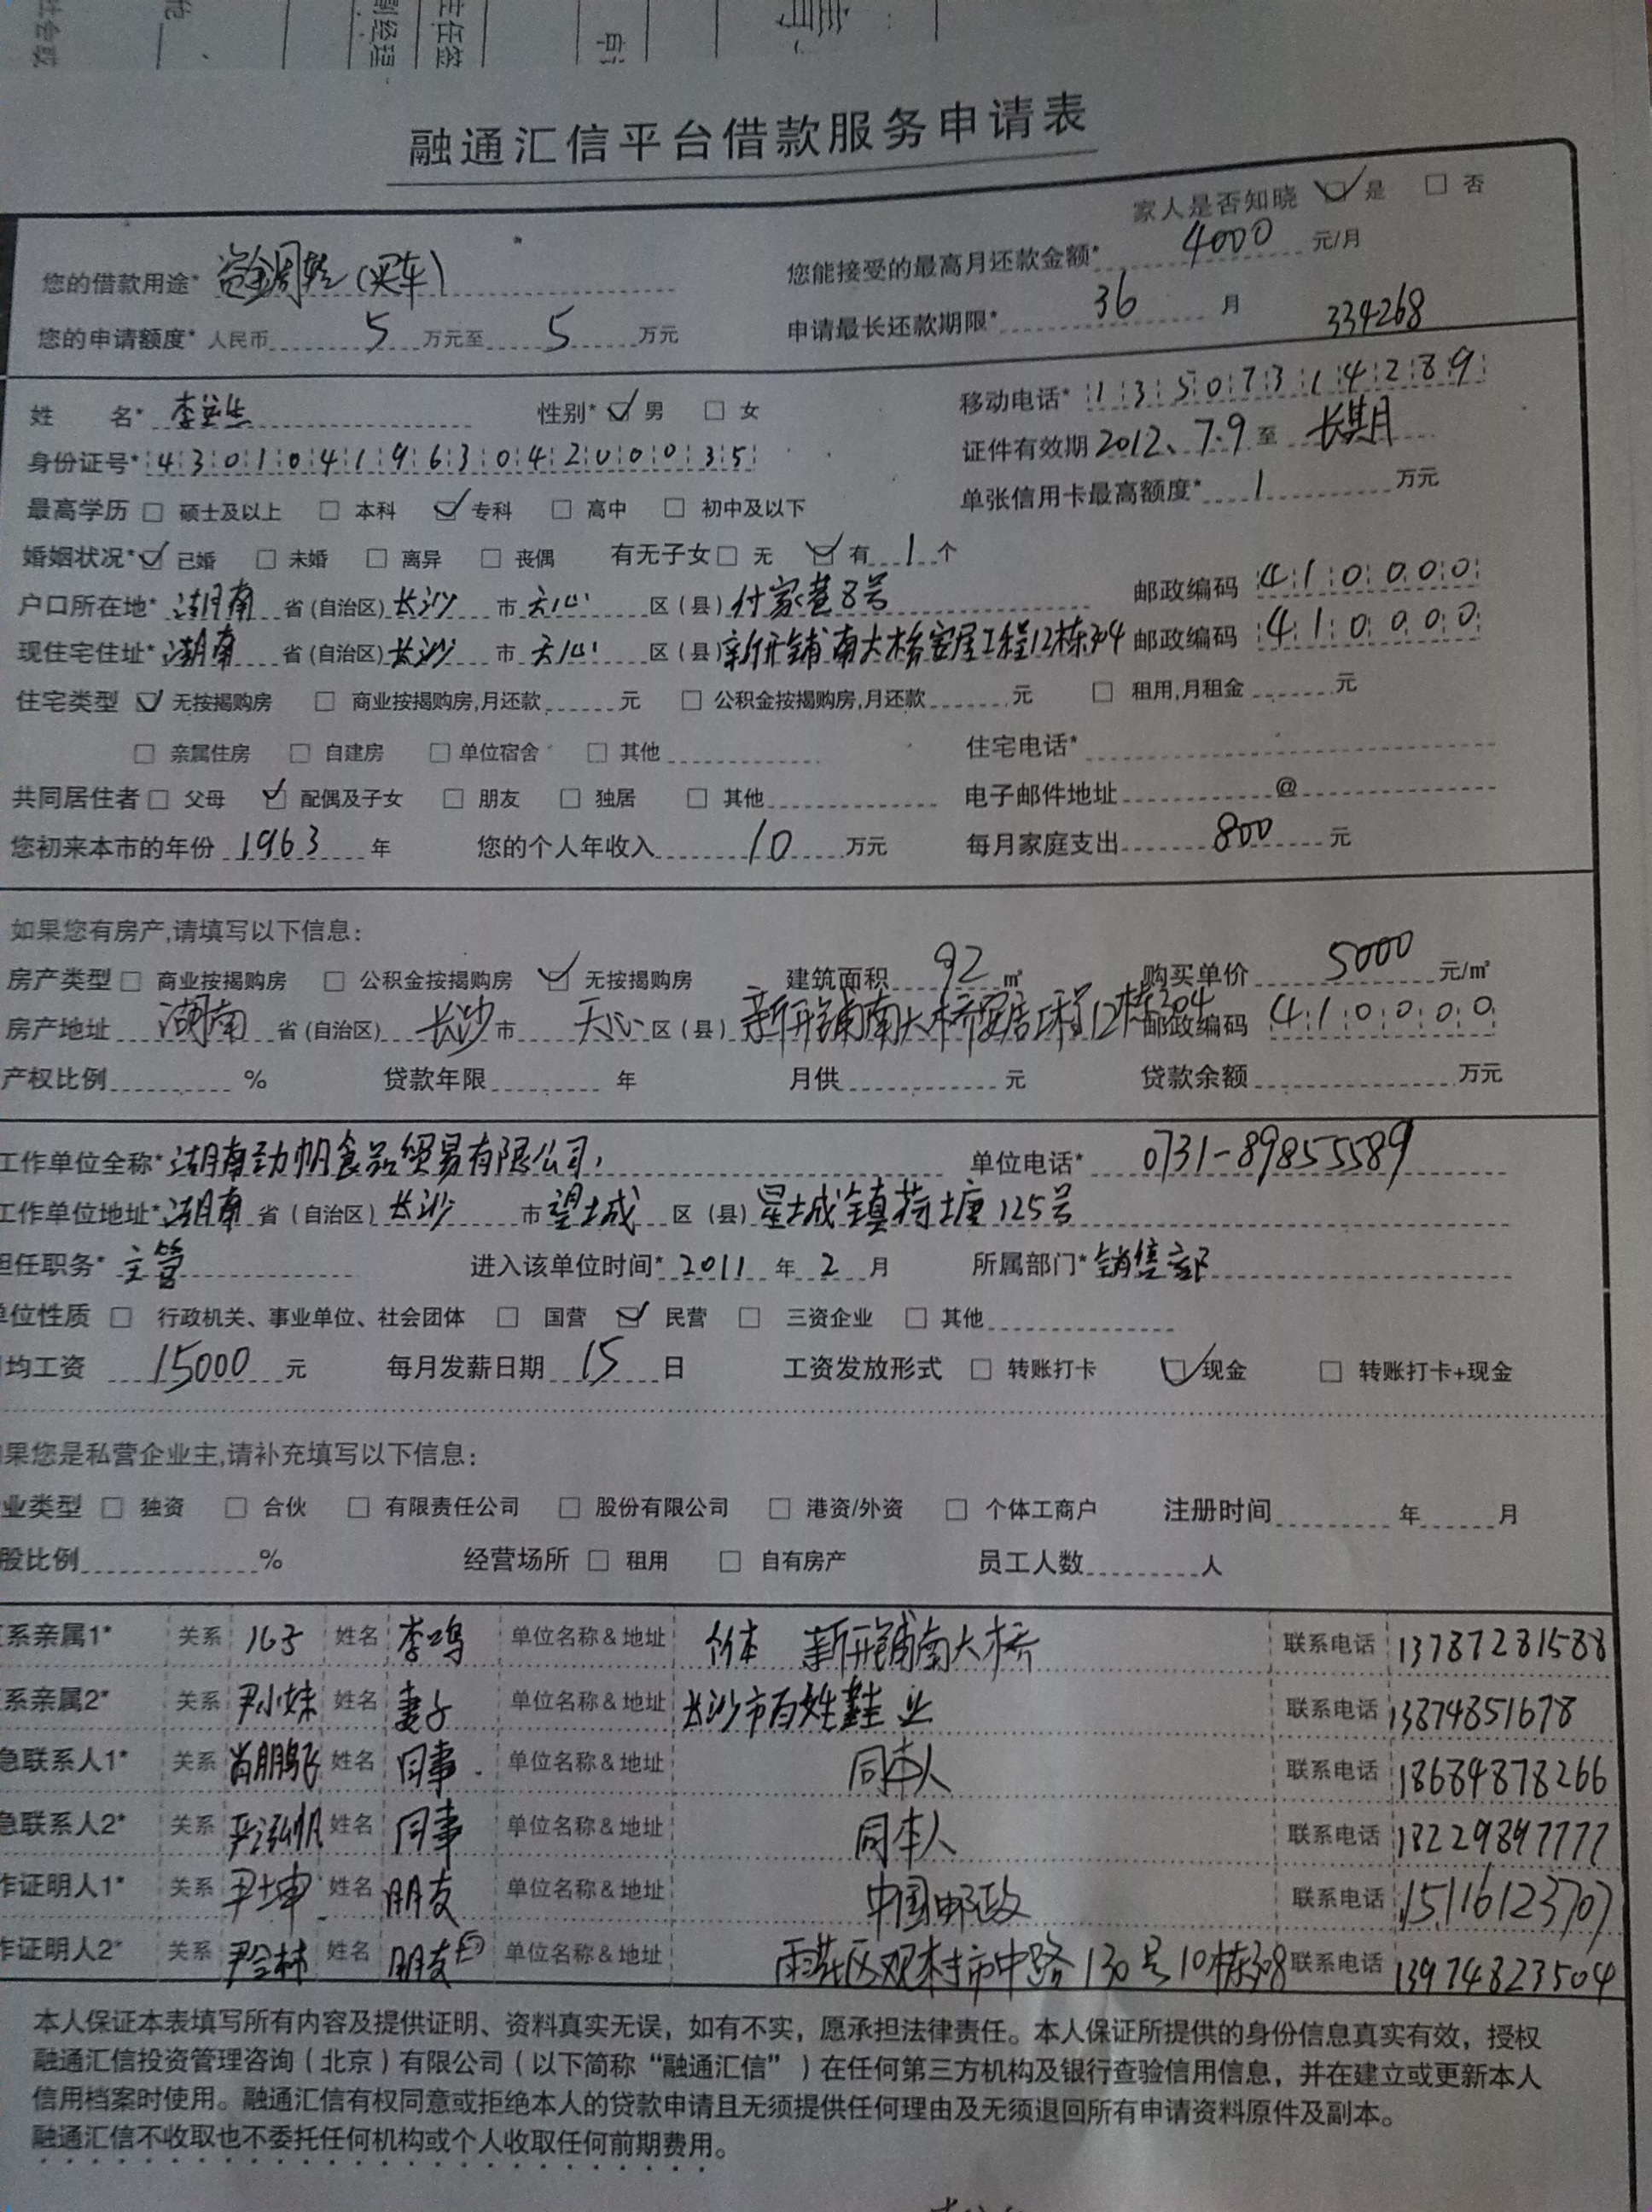 融通汇信平台借款服务申请表
家人是否知晓 ☑ 是 □ 否
您的借款用途* 资金周转(买车) 您能接受的最高月还款金额* 4000 元/月
您的申请额度* 人民币 5 万元至 5 万元 申请最长还款期限* 36 月 334268
姓 名* 李 性别* ☑ 男 □ 女 移动电话* 13507314289
身份证号* 430104196304200035 证件有效期 2012、7.9 至 长期
最高学历 □ 硕士及以上 □ 本科 ☑ 专科 □ 高中 □ 初中及以下 单张信用卡最高额度* 1 万元
婚姻状况* ☑ 已婚 □ 未婚 □ 离异 □ 丧偶 有无子女 □ 无 ☑ 有 1 个
户口所在地* 湖南 省(自治区) 长沙 市 天心 区(县) 付家巷8号 邮政编码 410000
现住宅住址* 湖南 省(自治区) 长沙 市 天心 区(县) 新开铺南大桥安居工程12栋304 邮政编码 410000
住宅类型 ☑ 无按揭购房 □ 商业按揭购房,月还款 元 □ 公积金按揭购房,月还款 元 □ 租用,月租金 元
□ 亲属住房 □ 自建房 □ 单位宿舍 □ 其他 住宅电话*
共同居住者 □ 父母 ☑ 配偶及子女 □ 朋友 □ 独居 □ 其他 电子邮件地址 @
您初来本市的年份 1963 年 您的个人年收入 10 万元 每月家庭支出 800 元
如果您有房产,请填写以下信息:
房产类型 □ 商业按揭购房 □ 公积金按揭购房 ☑ 无按揭购房 建筑面积 92 ㎡ 购买单价 5000 元/㎡
房产地址 湖南 省(自治区) 长沙 市 天心 区(县) 新开铺南大桥安居工程12栋304 邮政编码 410000
产权比例 % 贷款年限 年 月供 元 贷款余额 万元
工作单位全称* 湖南劲帆食品贸易有限公司, 单位电话* 0731-89855589
工作单位地址* 湖南 省(自治区) 长沙 市 望城 区(县) 星城镇荷塘125号
担任职务* 主管 进入该单位时间* 2011 年 2 月 所属部门* 销售部
单位性质 □ 行政机关、事业单位、社会团体 □ 国营 ☑ 民营 □ 三资企业 □ 其他
均工资 15000 元 每月发薪日期 15 日 工资发放形式 □ 转账打卡 ☑ 现金 □ 转账打卡+现金
果您是私营企业主,请补充填写以下信息:
业类型 □ 独资 □ 合伙 □ 有限责任公司 □ 股份有限公司 □ 港资/外资 □ 个体工商户 注册时间 年 月
股比例 % 经营场所 □ 租用 □ 自有房产 员工人数 人
系亲属1* 关系 姓名 李鸣 单位名称&地址 新开铺南大桥 联系电话 13787281588
系亲属2* 关系 尹小妹 姓名 妻子 单位名称&地址 长沙市百姓鞋业 联系电话 13874851678
急联系人1* 关系 肖鹏飞 姓名 同事 单位名称&地址 同本人 联系电话 18684878266
急联系人2* 关系 严泓帆 姓名 同事 单位名称&地址 同本人 联系电话 18229897777
作证明人1* 关系 尹坤 姓名 朋友 单位名称&地址 中国邮政 联系电话 15116123707
作证明人2* 关系 姓名 朋友 单位名称&地址 雨花区观村市中路130号10栋308 联系电话 13974823504
本人保证本表填写所有内容及提供证明、资料真实无误，如有不实，愿承担法律责任。本人保证所提供的身份信息真实有效，授权
融通汇信投资管理咨询（北京）有限公司（以下简称“融通汇信”）在任何第三方机构及银行查验信用信息，并在建立或更新本人
信用档案时使用。融通汇信有权同意或拒绝本人的贷款申请且无须提供任何理由及无须退回所有申请资料原件及副本。
融通汇信不收取也不委托任何机构或个人收取任何前期费用。